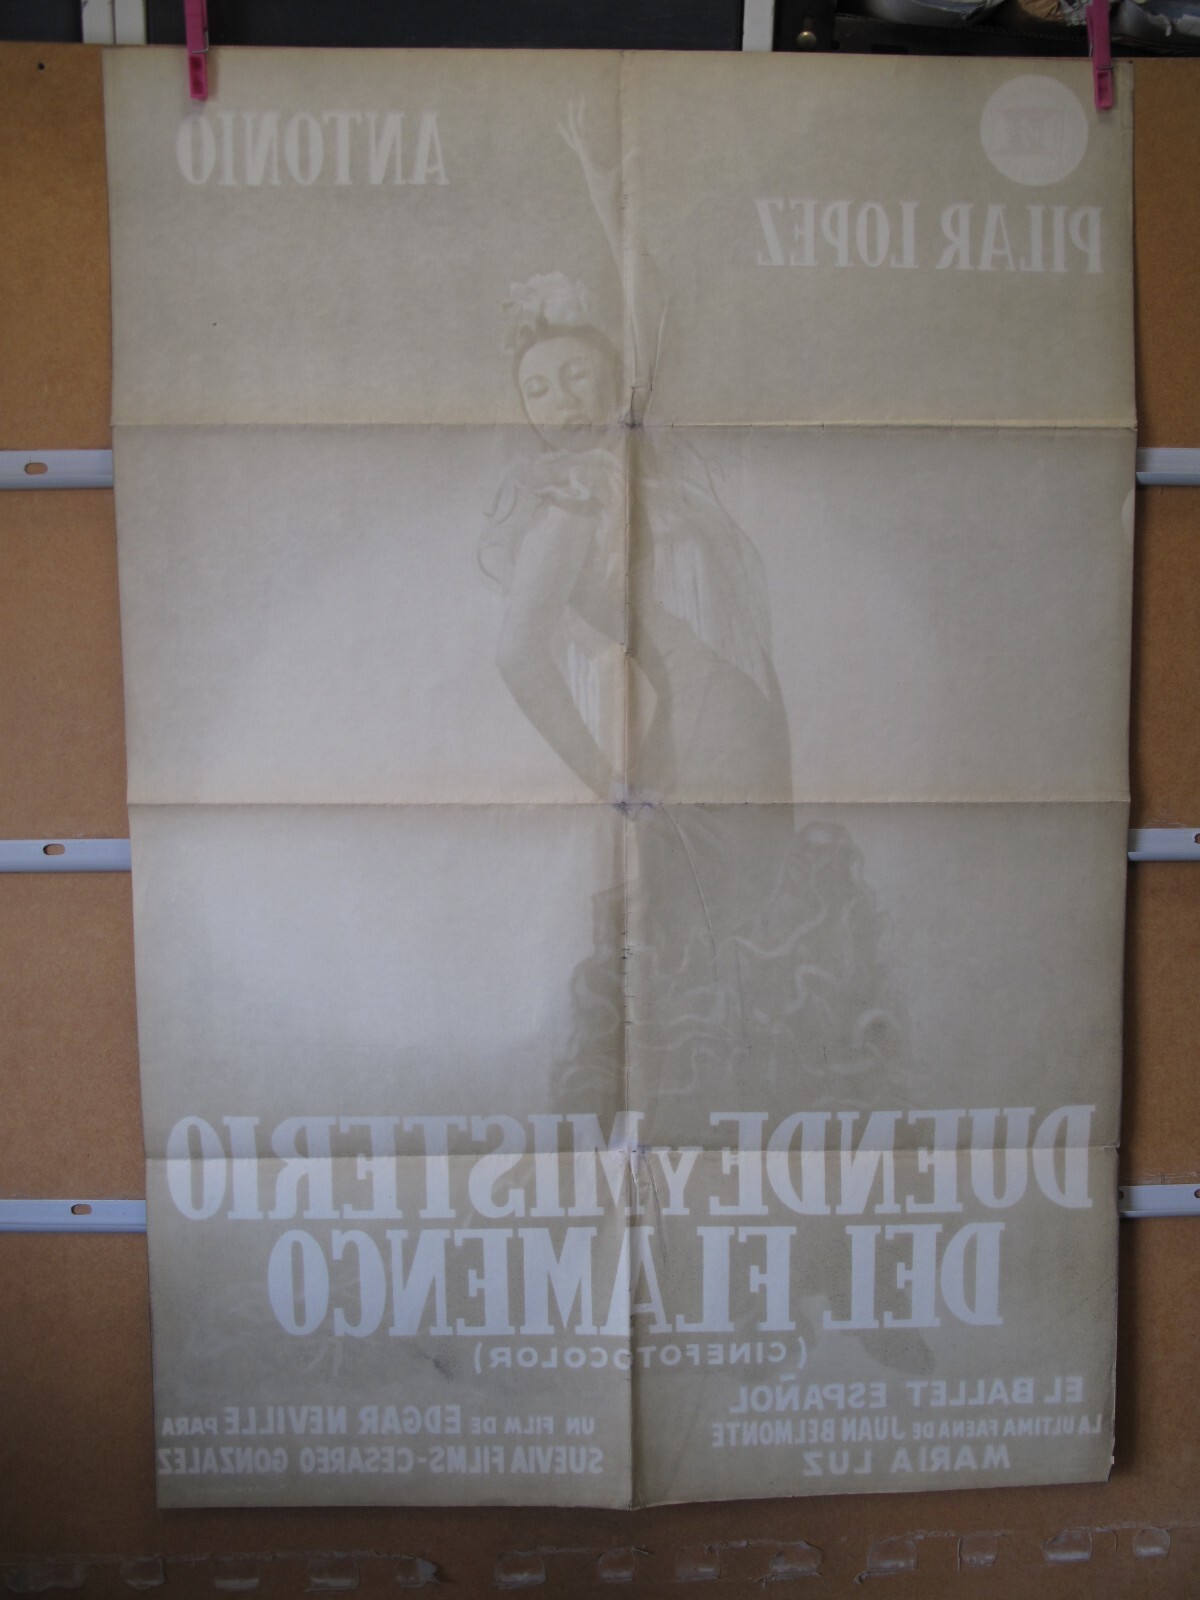 PILAR LOPEZ
ANTONIO
DUENDE Y MISTERIO
DEL FLAMENCO
(CINEFOTOCOLOR)
EL BALLET ESPAÑOL
LA ULTIMA FAENA DE JUAN BELMONTE
MARIA LUZ
UN FILM DE EDGAR NEVILLE PARA
SUEVIA FILMS-CESAREO GONZALEZ